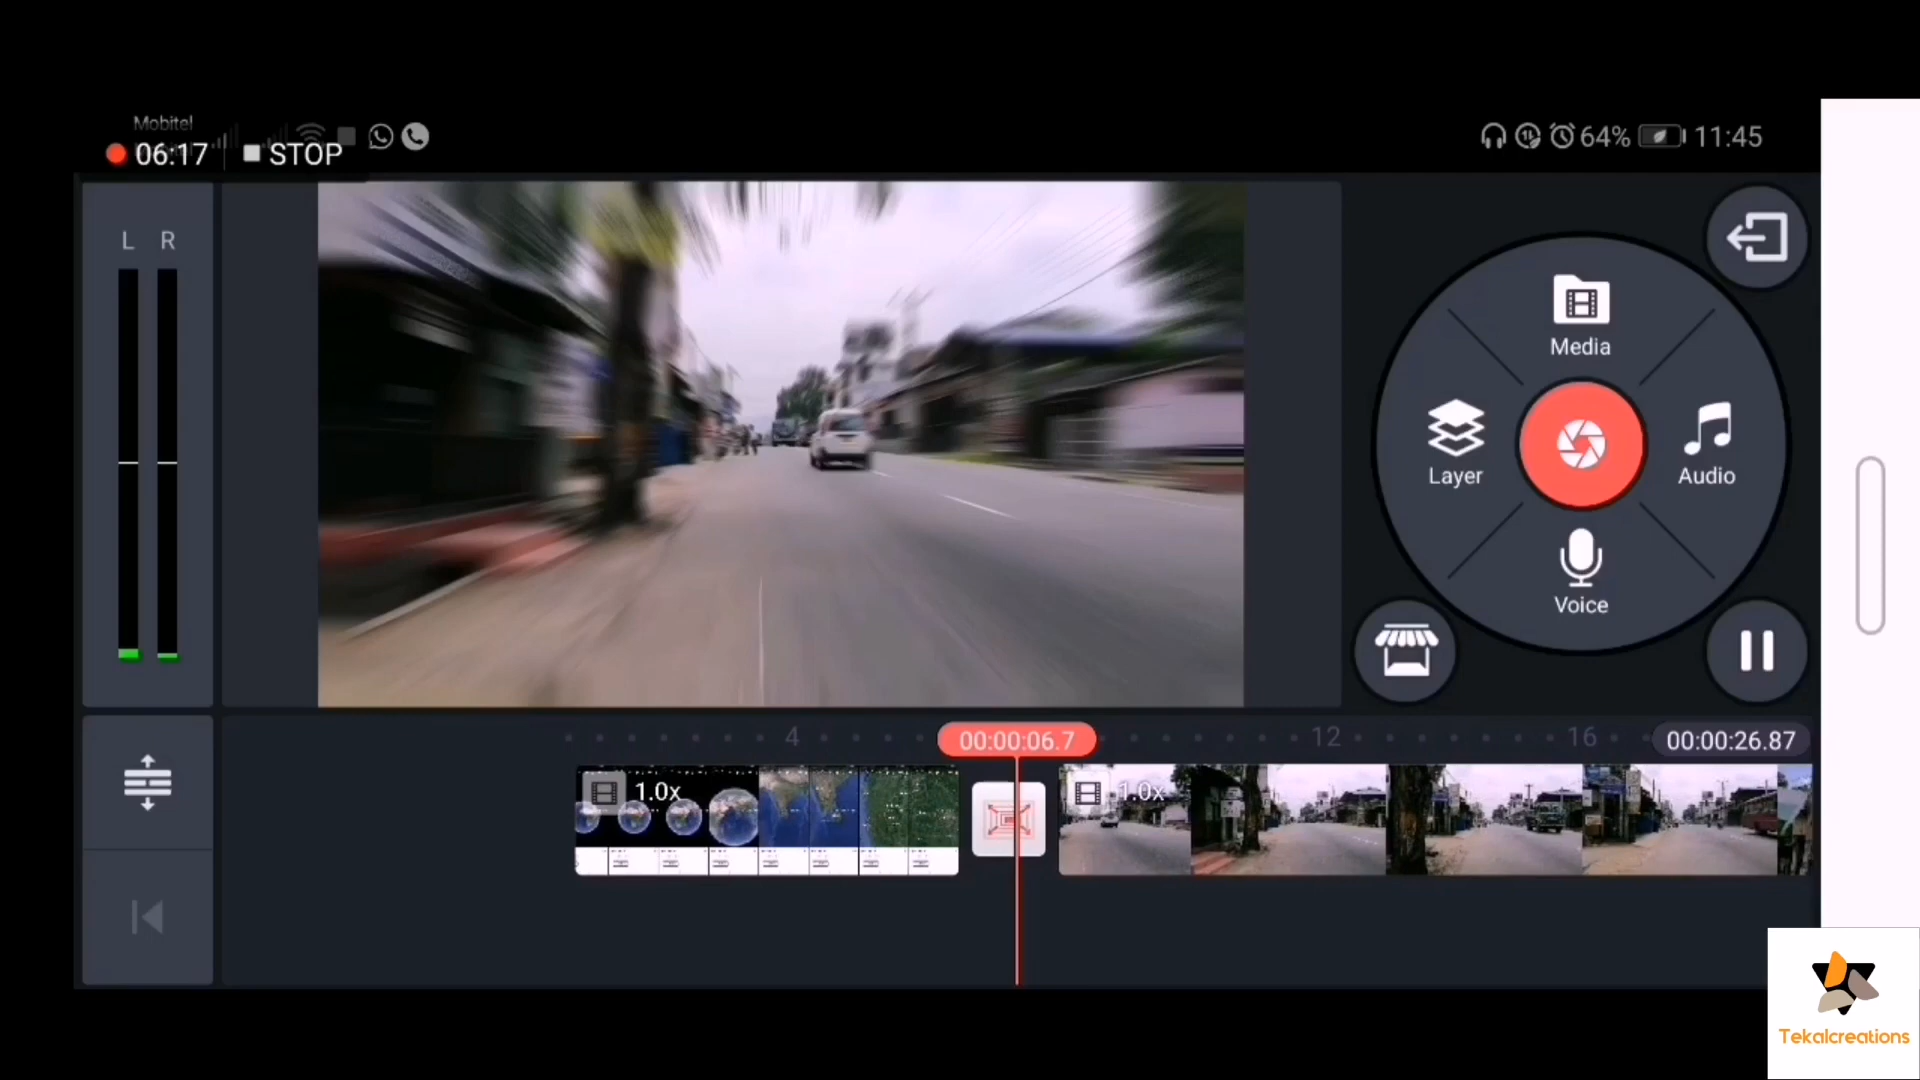 Mobitel
06:17 STOP
64% 11:45
L R
Media
Layer
Audio
Voice
4
00:00:06.7
12
16
00:00:26.87
1.0x
1.0x
Tekalcreations